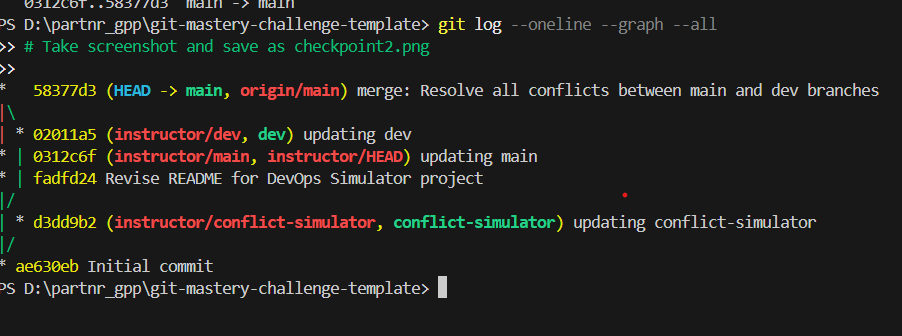 0312c6f..58377d3  main -> main
PS D:\partnr_gpp\git-mastery-challenge-template> git log --oneline --graph --all
>> # Take screenshot and save as checkpoint2.png
>>
*   58377d3 (HEAD -> main, origin/main) merge: Resolve all conflicts between main and dev branches
|\
| * 02011a5 (instructor/dev, dev) updating dev
* | 0312c6f (instructor/main, instructor/HEAD) updating main
* | fadfd24 Revise README for DevOps Simulator project
|/
| * d3dd9b2 (instructor/conflict-simulator, conflict-simulator) updating conflict-simulator
|/
* ae630eb Initial commit
PS D:\partnr_gpp\git-mastery-challenge-template>